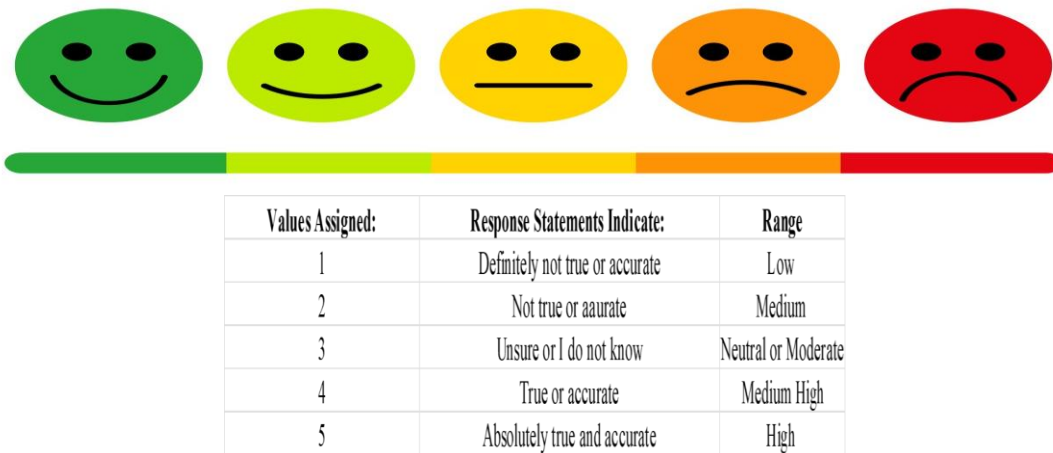 Values Assigned: Response Statements Indicate: Range
1 Definitely not true or accurate Low
2 Not true or aaurate Medium
3 Unsure or I do not know Neutral or Moderate
4 True or accurate Medium High
5 Absolutely true and accurate High